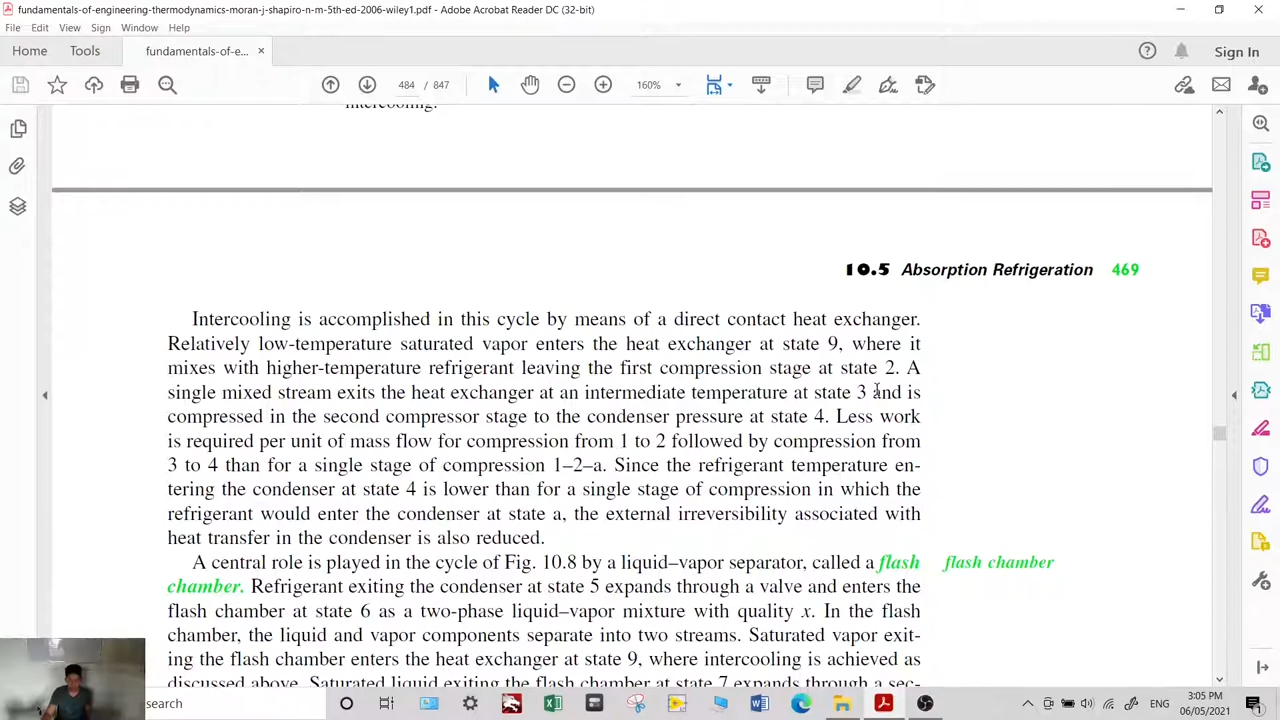 fundamentals-of-engineering-thermodynamics-moran-j-shapiro-n-m-5th-ed-2006-wiley1.pdf - Adobe Acrobat Reader DC (32-bit)
File Edit View Sign Window Help
Home Tools fundamentals-of-e... × Sign In
484 / 847 160%
intercooling.
10.5 Absorption Refrigeration 469
Intercooling is accomplished in this cycle by means of a direct contact heat exchanger.
Relatively low-temperature saturated vapor enters the heat exchanger at state 9, where it
mixes with higher-temperature refrigerant leaving the first compression stage at state 2. A
single mixed stream exits the heat exchanger at an intermediate temperature at state 3 and is
compressed in the second compressor stage to the condenser pressure at state 4. Less work
is required per unit of mass flow for compression from 1 to 2 followed by compression from
3 to 4 than for a single stage of compression 1–2–a. Since the refrigerant temperature en-
tering the condenser at state 4 is lower than for a single stage of compression in which the
refrigerant would enter the condenser at state a, the external irreversibility associated with
heat transfer in the condenser is also reduced.
A central role is played in the cycle of Fig. 10.8 by a liquid–vapor separator, called a flash flash chamber
chamber. Refrigerant exiting the condenser at state 5 expands through a valve and enters the
flash chamber at state 6 as a two-phase liquid–vapor mixture with quality x. In the flash
chamber, the liquid and vapor components separate into two streams. Saturated vapor exit-
ing the flash chamber enters the heat exchanger at state 9, where intercooling is achieved as
discussed above. Saturated liquid exiting the flash chamber at state 7 expands through a sec-
search ENG 3:05 PM
06/05/2021